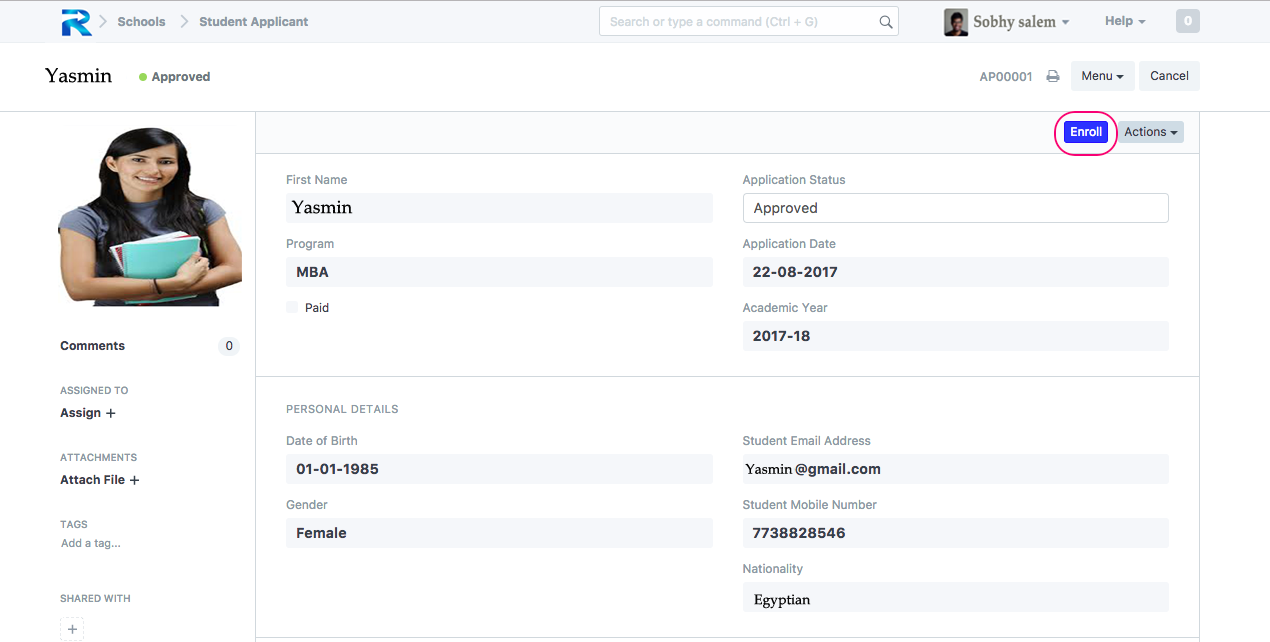 Schools Student Applicant Search or type a command (Ctrl + G) Sobhy salem Help 0
Yasmin Approved AP00001 Menu Cancel
Enroll Actions
First Name Application Status
Yasmin Approved
Program Application Date
MBA 22-08-2017
Paid Academic Year
2017-18
Comments 0
ASSIGNED TO
Assign +
ATTACHMENTS
Attach File +
TAGS
Add a tag...
SHARED WITH
+
PERSONAL DETAILS
Date of Birth Student Email Address
01-01-1985 Yasmin @gmail.com
Gender Student Mobile Number
Female 7738828546
Nationality
Egyptian